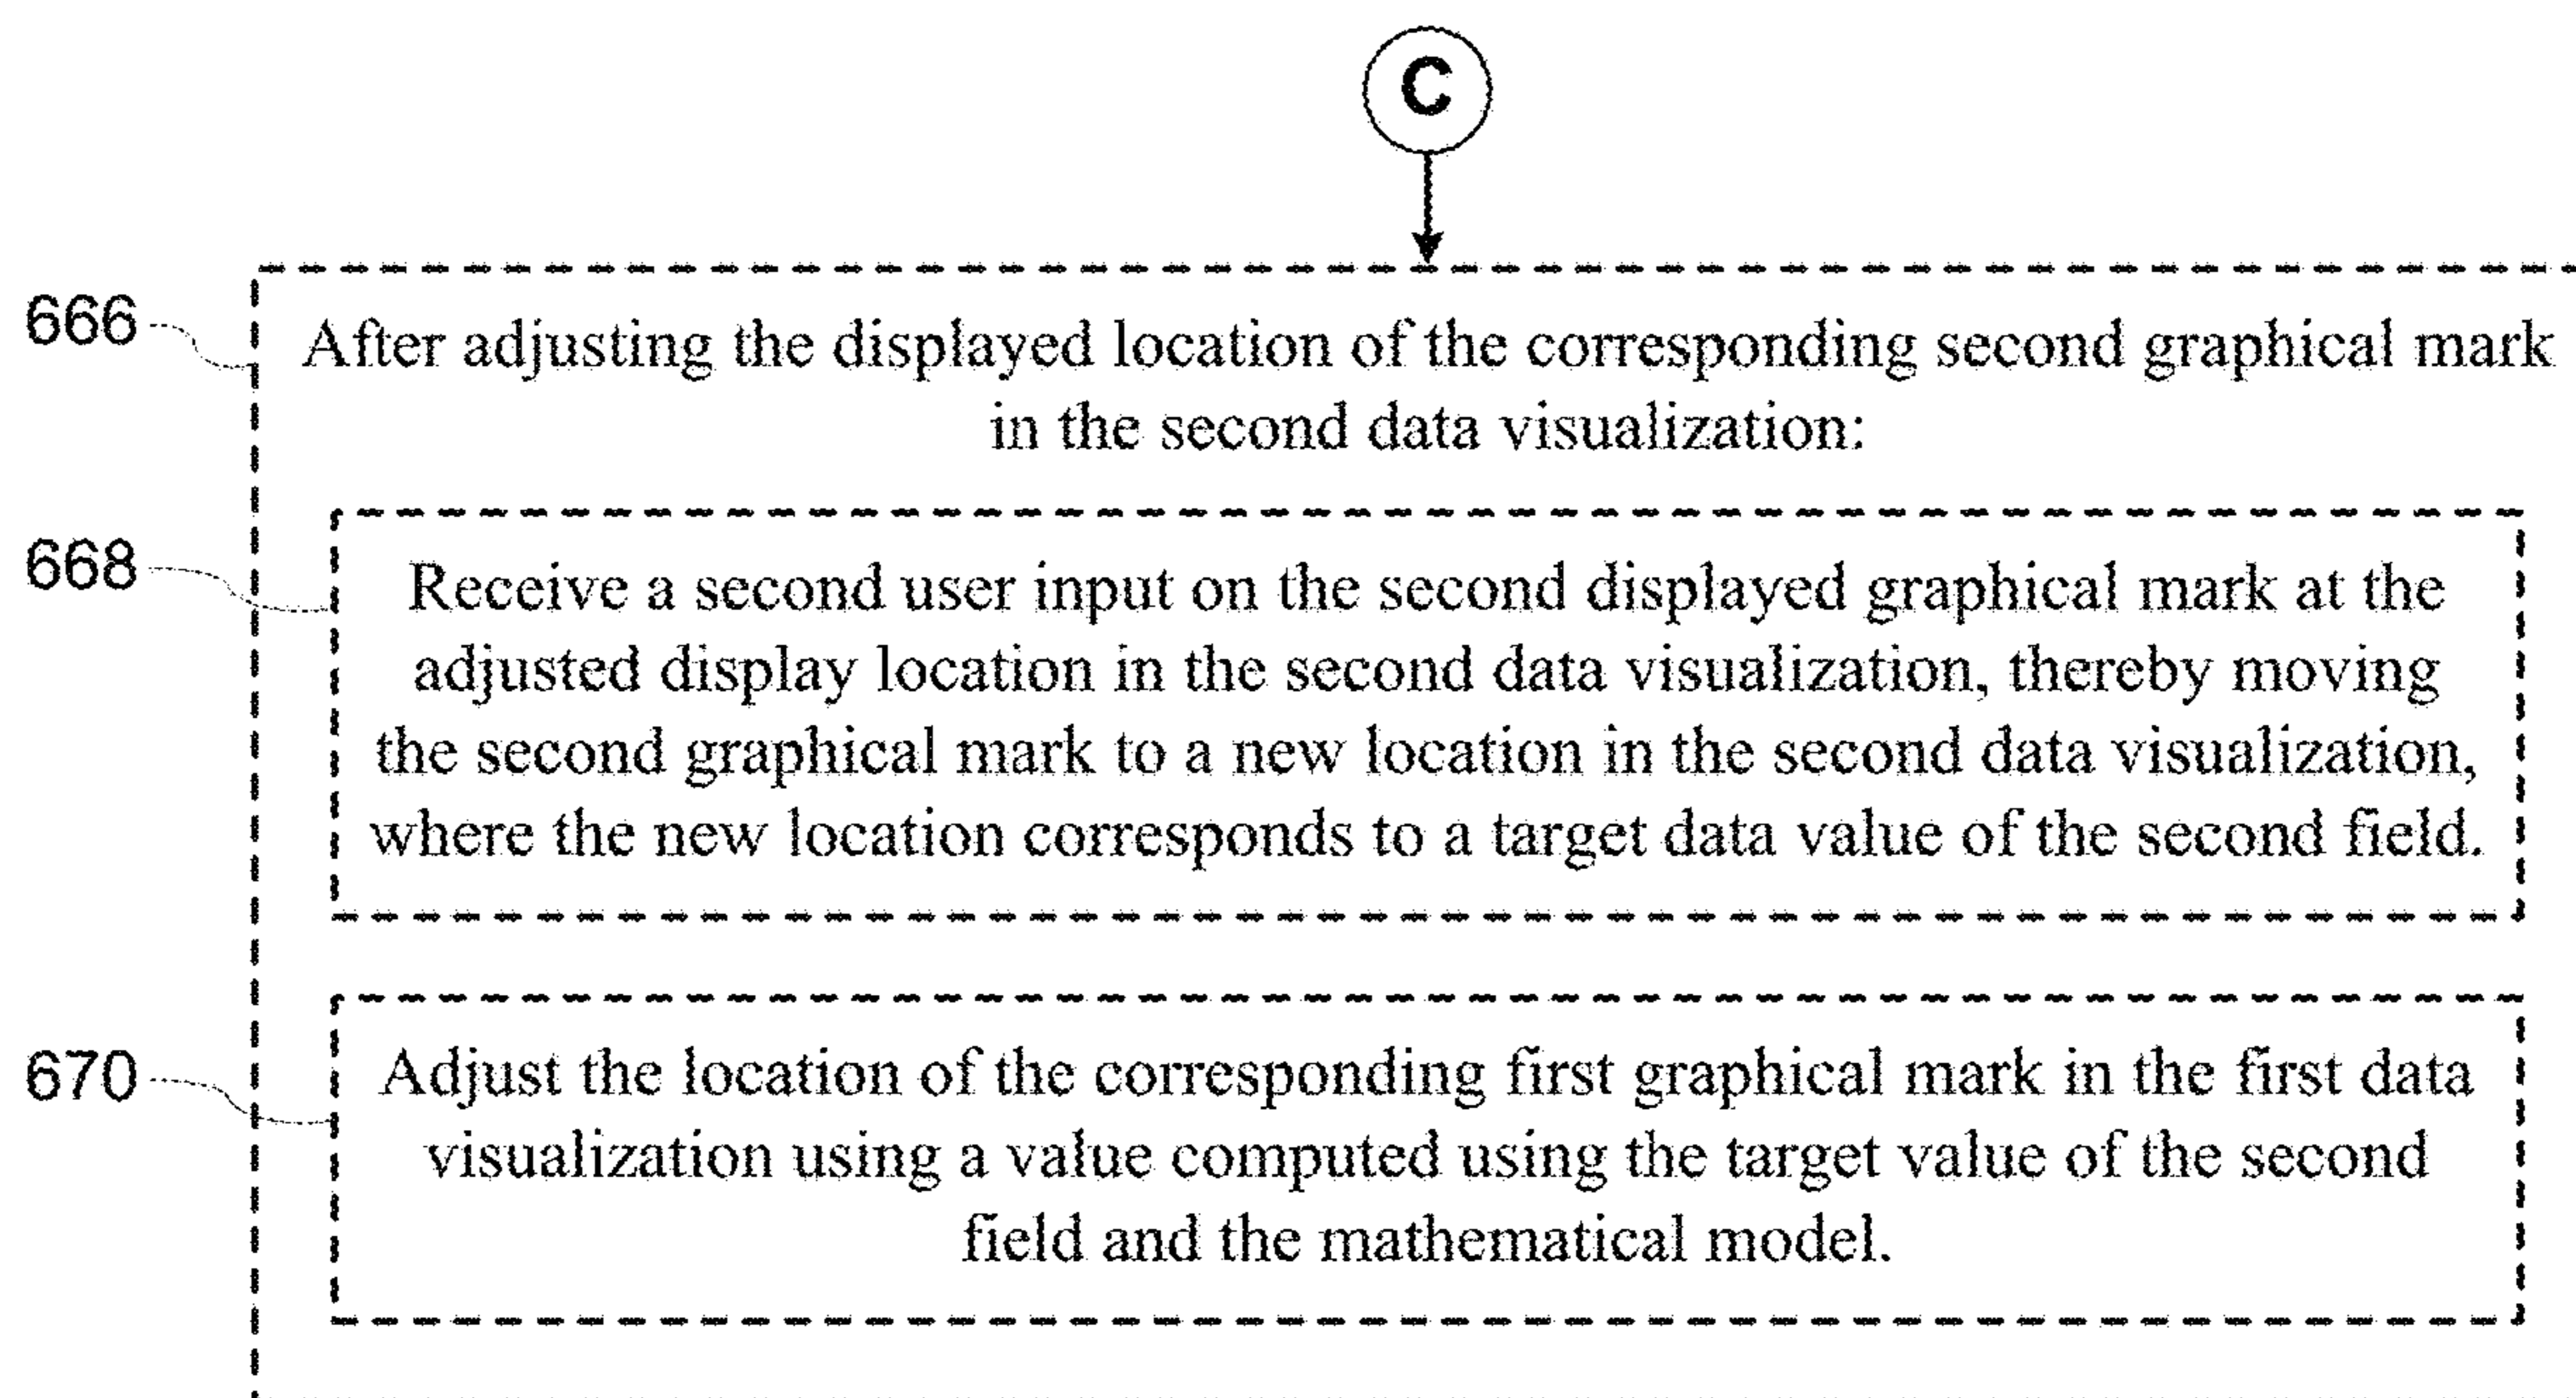 C
666
After adjusting the displayed location of the corresponding second graphical mark
in the second data visualization:
668
Receive a second user input on the second displayed graphical mark at the
adjusted display location in the second data visualization, thereby moving
the second graphical mark to a new location in the second data visualization,
where the new location corresponds to a target data value of the second field.
670
Adjust the location of the corresponding first graphical mark in the first data
visualization using a value computed using the target value of the second
field and the mathematical model.